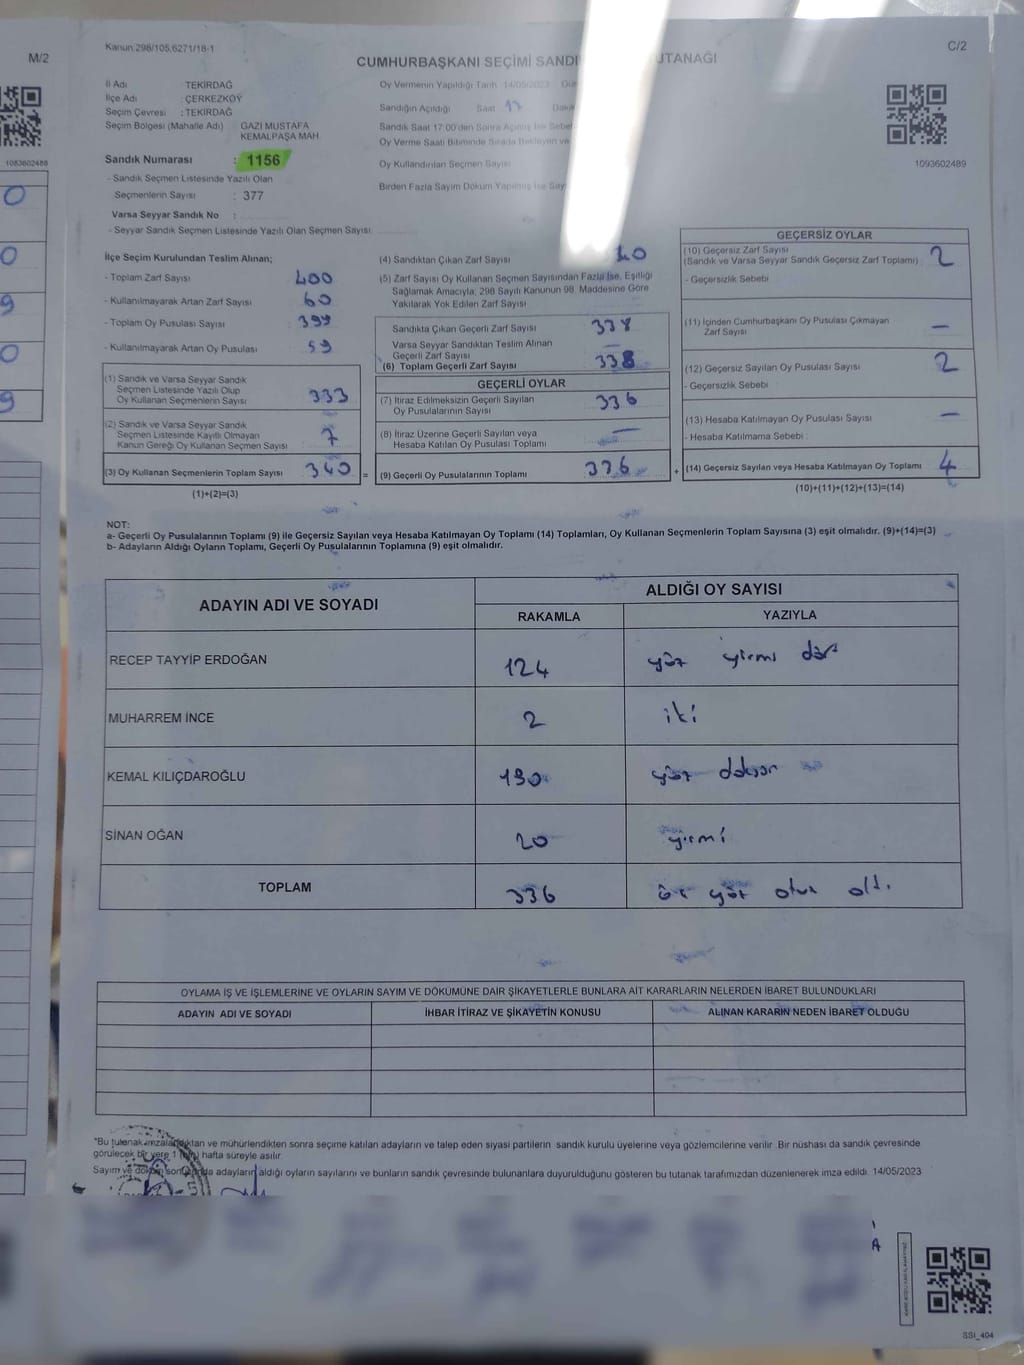 M/2
1083602488
0
0
9
0
9
Kanun 298/105,6271/18-1
C/2
CUMHURBAŞKANI SEÇİMİ SANDI
UTANAĞI
İl Adı TEKİRDAĞ
İlçe Adı : ÇERKEZKÖY
Seçim Çevresi : TEKİRDAĞ
Seçim Bölgesi (Mahalle Adı) GAZİ MUSTAFA
KEMALPAŞA MAH.
Sandık Numarası : 1156
- Sandık Seçmen Listesinde Yazılı Olan
Seçmenlerin Sayısı : 377
Varsa Seyyar Sandık No :
- Seyyar Sandık Seçmen Listesinde Yazılı Olan Seçmen Sayısı:
Oy Vermenin Yapıldığı Tarih 14/05/2023
Sandığın Açıldığı Saat 17
Sandık Saat 17:00'den Sonra Açılmış İse Sebebi
Oy Verme Saati Bitiminde Sırada Bekleyen ve
Oy Kullandırılan Seçmen Sayısı
Birden Fazla Sayım Döküm Yapılmış İse Say
1093602489
İlçe Seçim Kurulundan Teslim Alınan;
- Toplam Zarf Sayısı 400
- Kullanılmayarak Artan Zarf Sayısı 60
- Toplam Oy Pusulası Sayısı 399
- Kullanılmayarak Artan Oy Pusulası 59
(1) Sandık ve Varsa Seyyar Sandık
Seçmen Listesinde Yazılı Olup
Oy Kullanan Seçmenlerin Sayısı 333
(2) Sandık ve Varsa Seyyar Sandık
Seçmen Listesinde Kayıtlı Olmayan
Kanun Gereği Oy Kullanan Seçmen Sayısı 7
(3) Oy Kullanan Seçmenlerin Toplam Sayısı 340 =
(1)+(2)=(3)
(4) Sandıktan Çıkan Zarf Sayısı 40
(5) Zarf Sayısı Oy Kullanan Seçmen Sayısından Fazla İse, Eşitliği
Sağlamak Amacıyla; 298 Sayılı Kanunun 98. Maddesine Göre
Yakılarak Yok Edilen Zarf Sayısı
Sandıkta Çıkan Geçerli Zarf Sayısı 338
Varsa Seyyar Sandıktan Teslim Alınan
Geçerli Zarf Sayısı —
(6) Toplam Geçerli Zarf Sayısı 338
GEÇERLİ OYLAR
(7) İtiraz Edilmeksizin Geçerli Sayılan
Oy Pusulalarının Sayısı 336
(8) İtiraz Üzerine Geçerli Sayılan veya
Hesaba Katılan Oy Pusulası Toplamı —
(9) Geçerli Oy Pusulalarının Toplamı 336 +
GEÇERSİZ OYLAR
(10) Geçersiz Zarf Sayısı
(Sandık ve Varsa Seyyar Sandık Geçersiz Zarf Toplamı) 2
- Geçersizlik Sebebi
(11) İçinden Cumhurbaşkanı Oy Pusulası Çıkmayan
Zarf Sayısı —
(12) Geçersiz Sayılan Oy Pusulası Sayısı 2
- Geçersizlik Sebebi
(13) Hesaba Katılmayan Oy Pusulası Sayısı —
- Hesaba Katılmama Sebebi :
(14) Geçersiz Sayılan veya Hesaba Katılmayan Oy Toplamı 4
(10)+(11)+(12)+(13)=(14)
NOT:
a- Geçerli Oy Pusulalarının Toplamı (9) ile Geçersiz Sayılan veya Hesaba Katılmayan Oy Toplamı (14) Toplamları, Oy Kullanan Seçmenlerin Toplam Sayısına (3) eşit olmalıdır. (9)+(14)=(3)
b- Adayların Aldığı Oyların Toplamı, Geçerli Oy Pusulalarının Toplamına (9) eşit olmalıdır.
ADAYIN ADI VE SOYADI
ALDIĞI OY SAYISI
RAKAMLA YAZIYLA
RECEP TAYYİP ERDOĞAN 124 yüz yirmi dört
MUHARREM İNCE 2 iki
KEMAL KILIÇDAROĞLU 190 yüz doksan
SİNAN OĞAN 20 yirmi
TOPLAM 336 üç yüz otuz altı
OYLAMA İŞ VE İŞLEMLERİNE VE OYLARIN SAYIM VE DÖKÜMÜNE DAİR ŞİKAYETLERLE BUNLARA AİT KARARLARIN NELERDEN İBARET BULUNDUKLARI
ADAYIN ADI VE SOYADI İHBAR İTİRAZ VE ŞİKAYETİN KONUSU ALINAN KARARIN NEDEN İBARET OLDUĞU
*Bu tutanak imzalandıktan ve mühürlendikten sonra seçime katılan adayların ve talep eden siyasi partilerin sandık kurulu üyelerine veya gözlemcilerine verilir. Bir nüshası da sandık çevresinde
görülecek bir yere 1 hafta süreyle asılır
Sayım ve döküm sonunda adayların aldığı oyların sayılarını ve bunların sandık çevresinde bulunanlara duyurulduğunu gösteren bu tutanak tarafımızdan düzenlenerek imza edildi. 14/05/2023
A
SSI_404